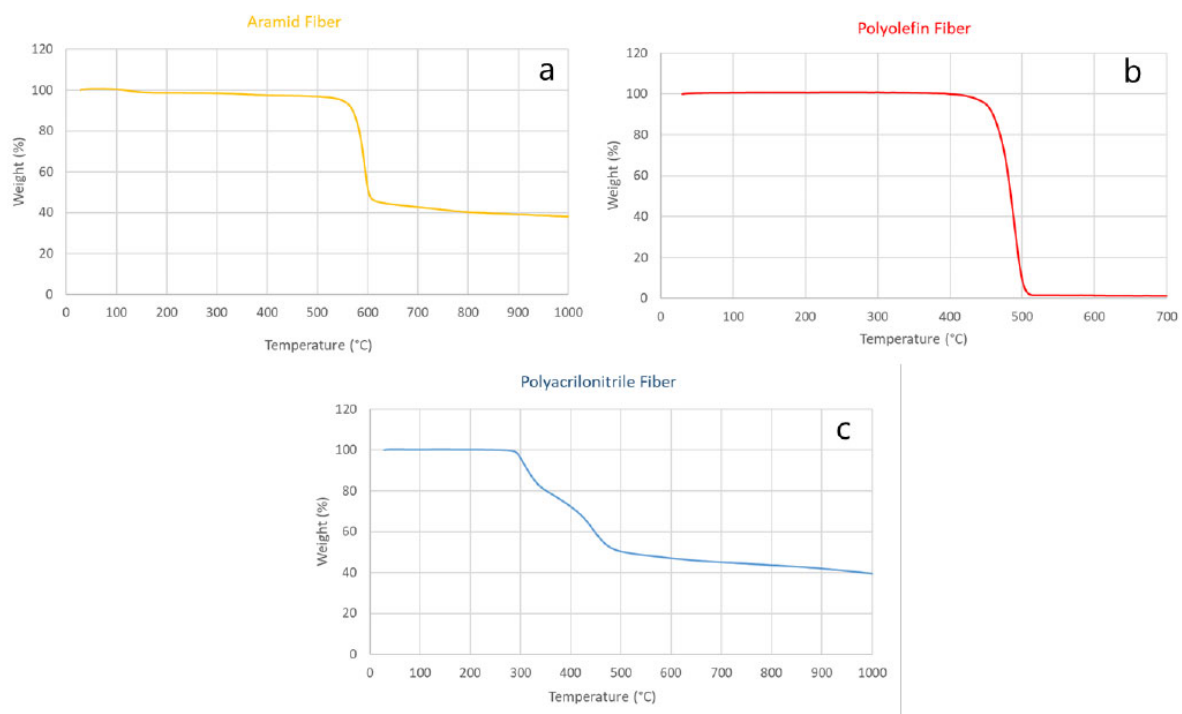 Aramid Fiber
a
120
100
80
60
40
20
0
Weight (%)
0 100 200 300 400 500 600 700 800 900 1000
Temperature (°C)
Polyolefin Fiber
b
120
100
80
60
40
20
0
Weight (%)
0 100 200 300 400 500 600 700
Temperature (°C)
Polyacrilonitrile Fiber
c
120
100
80
60
40
20
0
Weight (%)
0 100 200 300 400 500 600 700 800 900 1000
Temperature (°C)